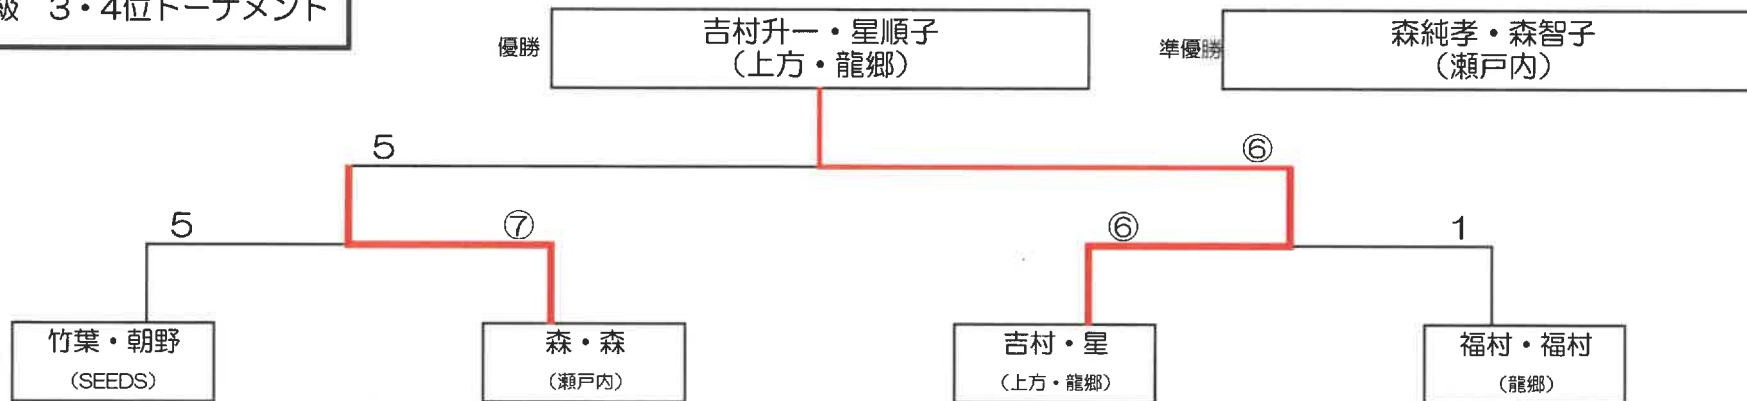 級 3・4位トーナメント
優勝
吉村升一・星順子
(上方・龍郷)
準優勝
森純孝・森智子
(瀬戸内)
5
⑥
5
⑦
⑥
1
竹葉・朝野
(SEEDS)
森・森
(瀬戸内)
吉村・星
(上方・龍郷)
福村・福村
(龍郷)